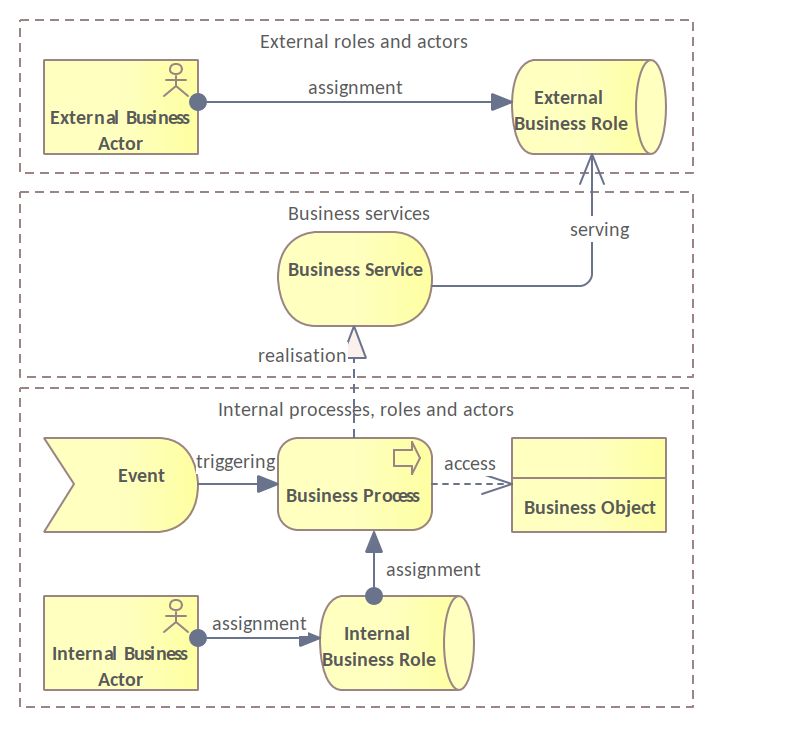 External roles and actors
assignment
External Business
Actor
External
Business Role
Business services
serving
Business Service
realisation
Internal processes, roles and actors
Event
triggering
Business Process
access
Business Object
assignment
assignment
Internal Business
Actor
Internal
Business Role